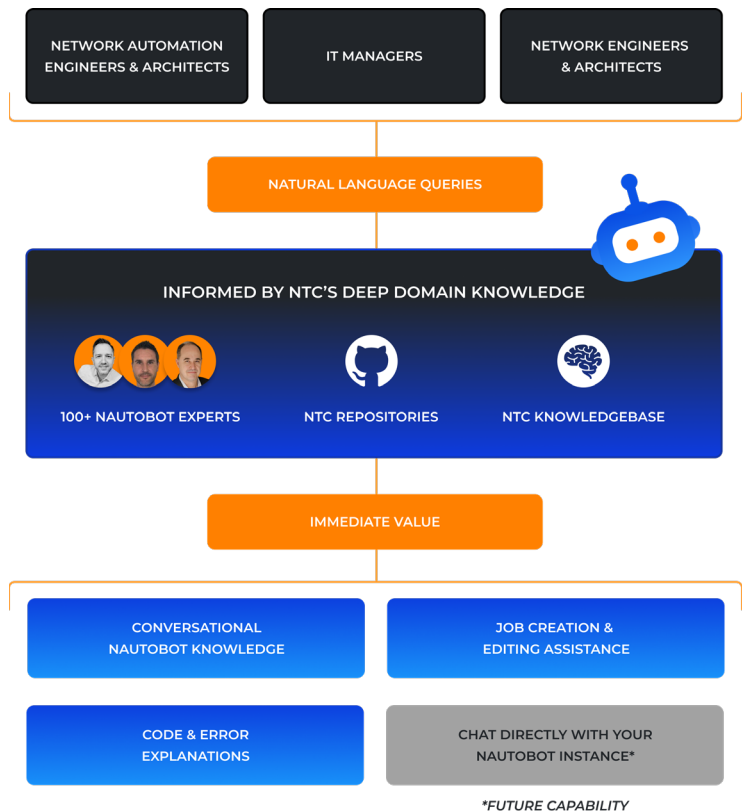 NETWORK AUTOMATION
ENGINEERS & ARCHITECTS
IT MANAGERS
NETWORK ENGINEERS
& ARCHITECTS
NATURAL LANGUAGE QUERIES
INFORMED BY NTC’S DEEP DOMAIN KNOWLEDGE
100+ NAUTOBOT EXPERTS
NTC REPOSITORIES
NTC KNOWLEDGEBASE
IMMEDIATE VALUE
CONVERSATIONAL
NAUTOBOT KNOWLEDGE
JOB CREATION &
EDITING ASSISTANCE
CODE & ERROR
EXPLANATIONS
CHAT DIRECTLY WITH YOUR
NAUTOBOT INSTANCE*
*FUTURE CAPABILITY